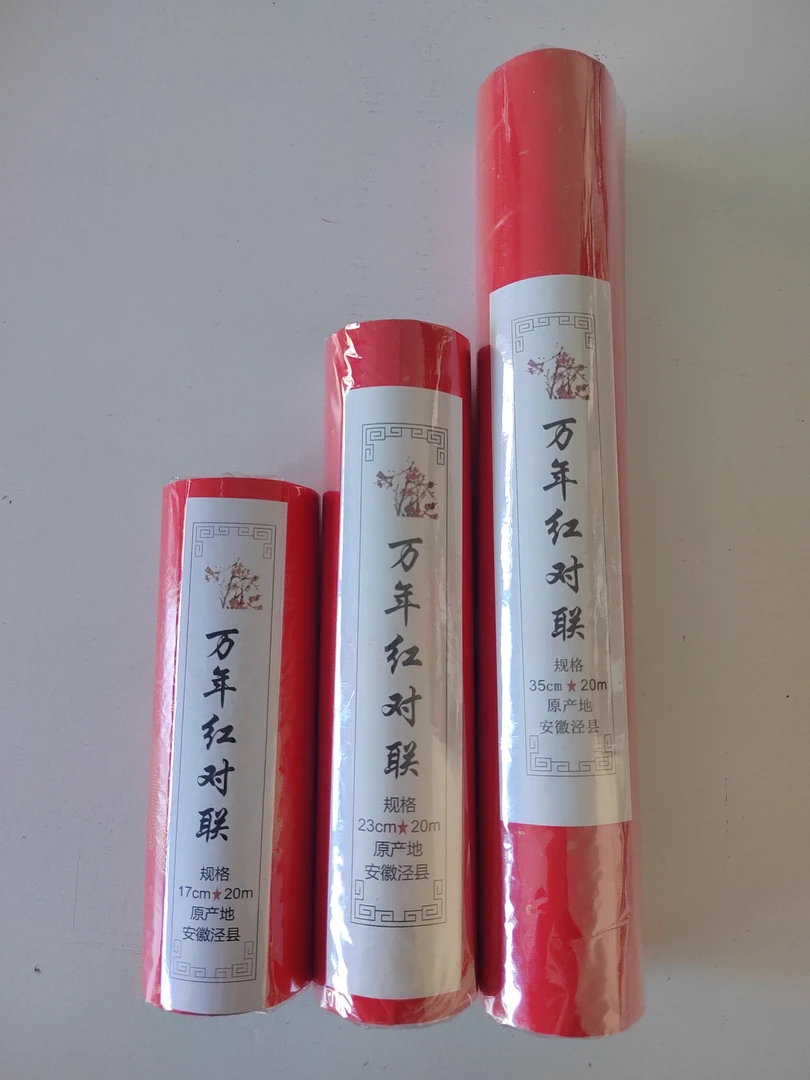 万年红对联
规格
17cm★20m
原产地
安徽泾县
万年红对联
规格
23cm★20m
原产地
安徽泾县
万年红对联
规格
35cm★20m
原产地
安徽泾县